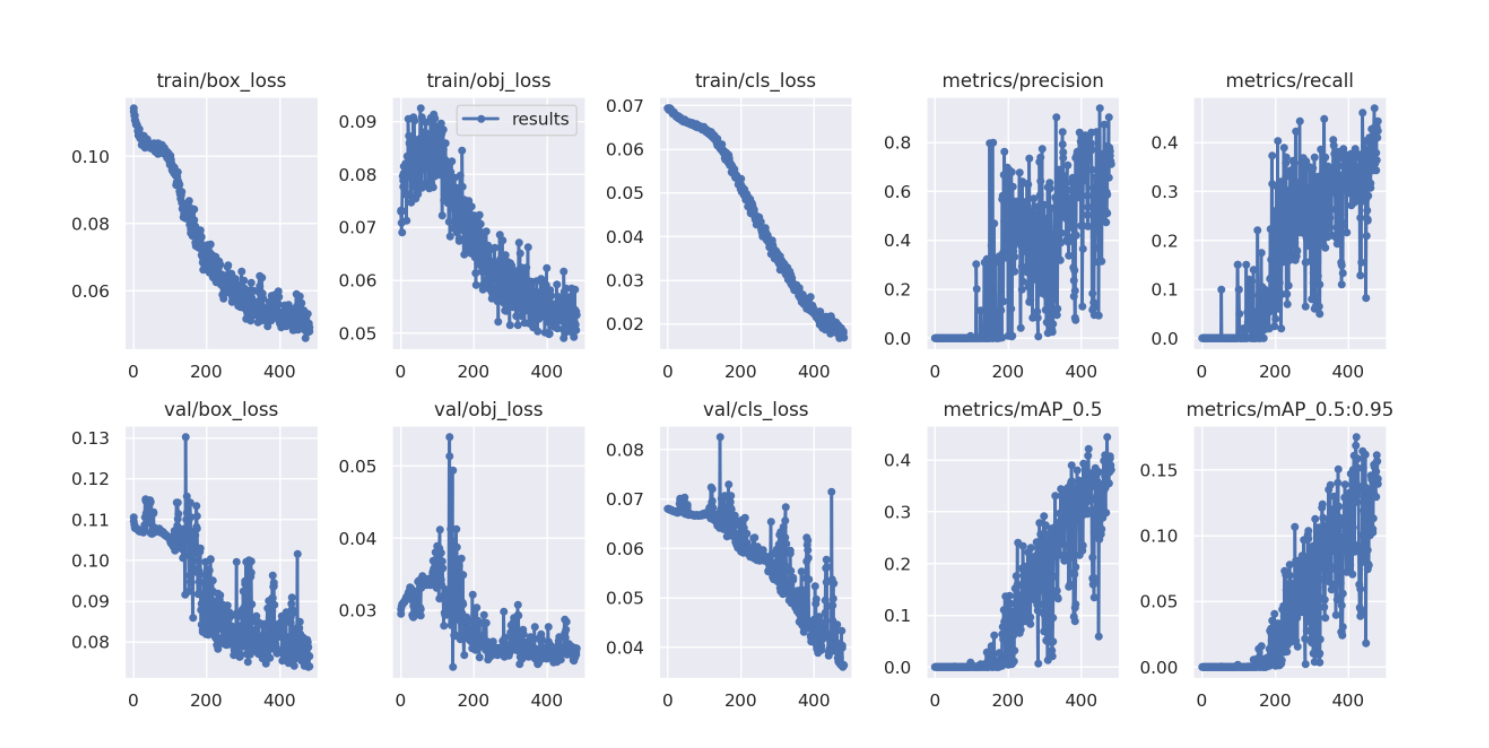 train/box_loss
train/obj_loss
train/cls_loss
metrics/precision
metrics/recall
results
0.10
0.08
0.06
0 200 400
0.09
0.08
0.07
0.06
0.05
0 200 400
0.07
0.06
0.05
0.04
0.03
0.02
0 200 400
0.8
0.6
0.4
0.2
0.0
0 200 400
0.4
0.3
0.2
0.1
0.0
0 200 400
val/box_loss
val/obj_loss
val/cls_loss
metrics/mAP_0.5
metrics/mAP_0.5:0.95
0.13
0.12
0.11
0.10
0.09
0.08
0 200 400
0.05
0.04
0.03
0 200 400
0.08
0.07
0.06
0.05
0.04
0 200 400
0.4
0.3
0.2
0.1
0.0
0 200 400
0.15
0.10
0.05
0.00
0 200 400